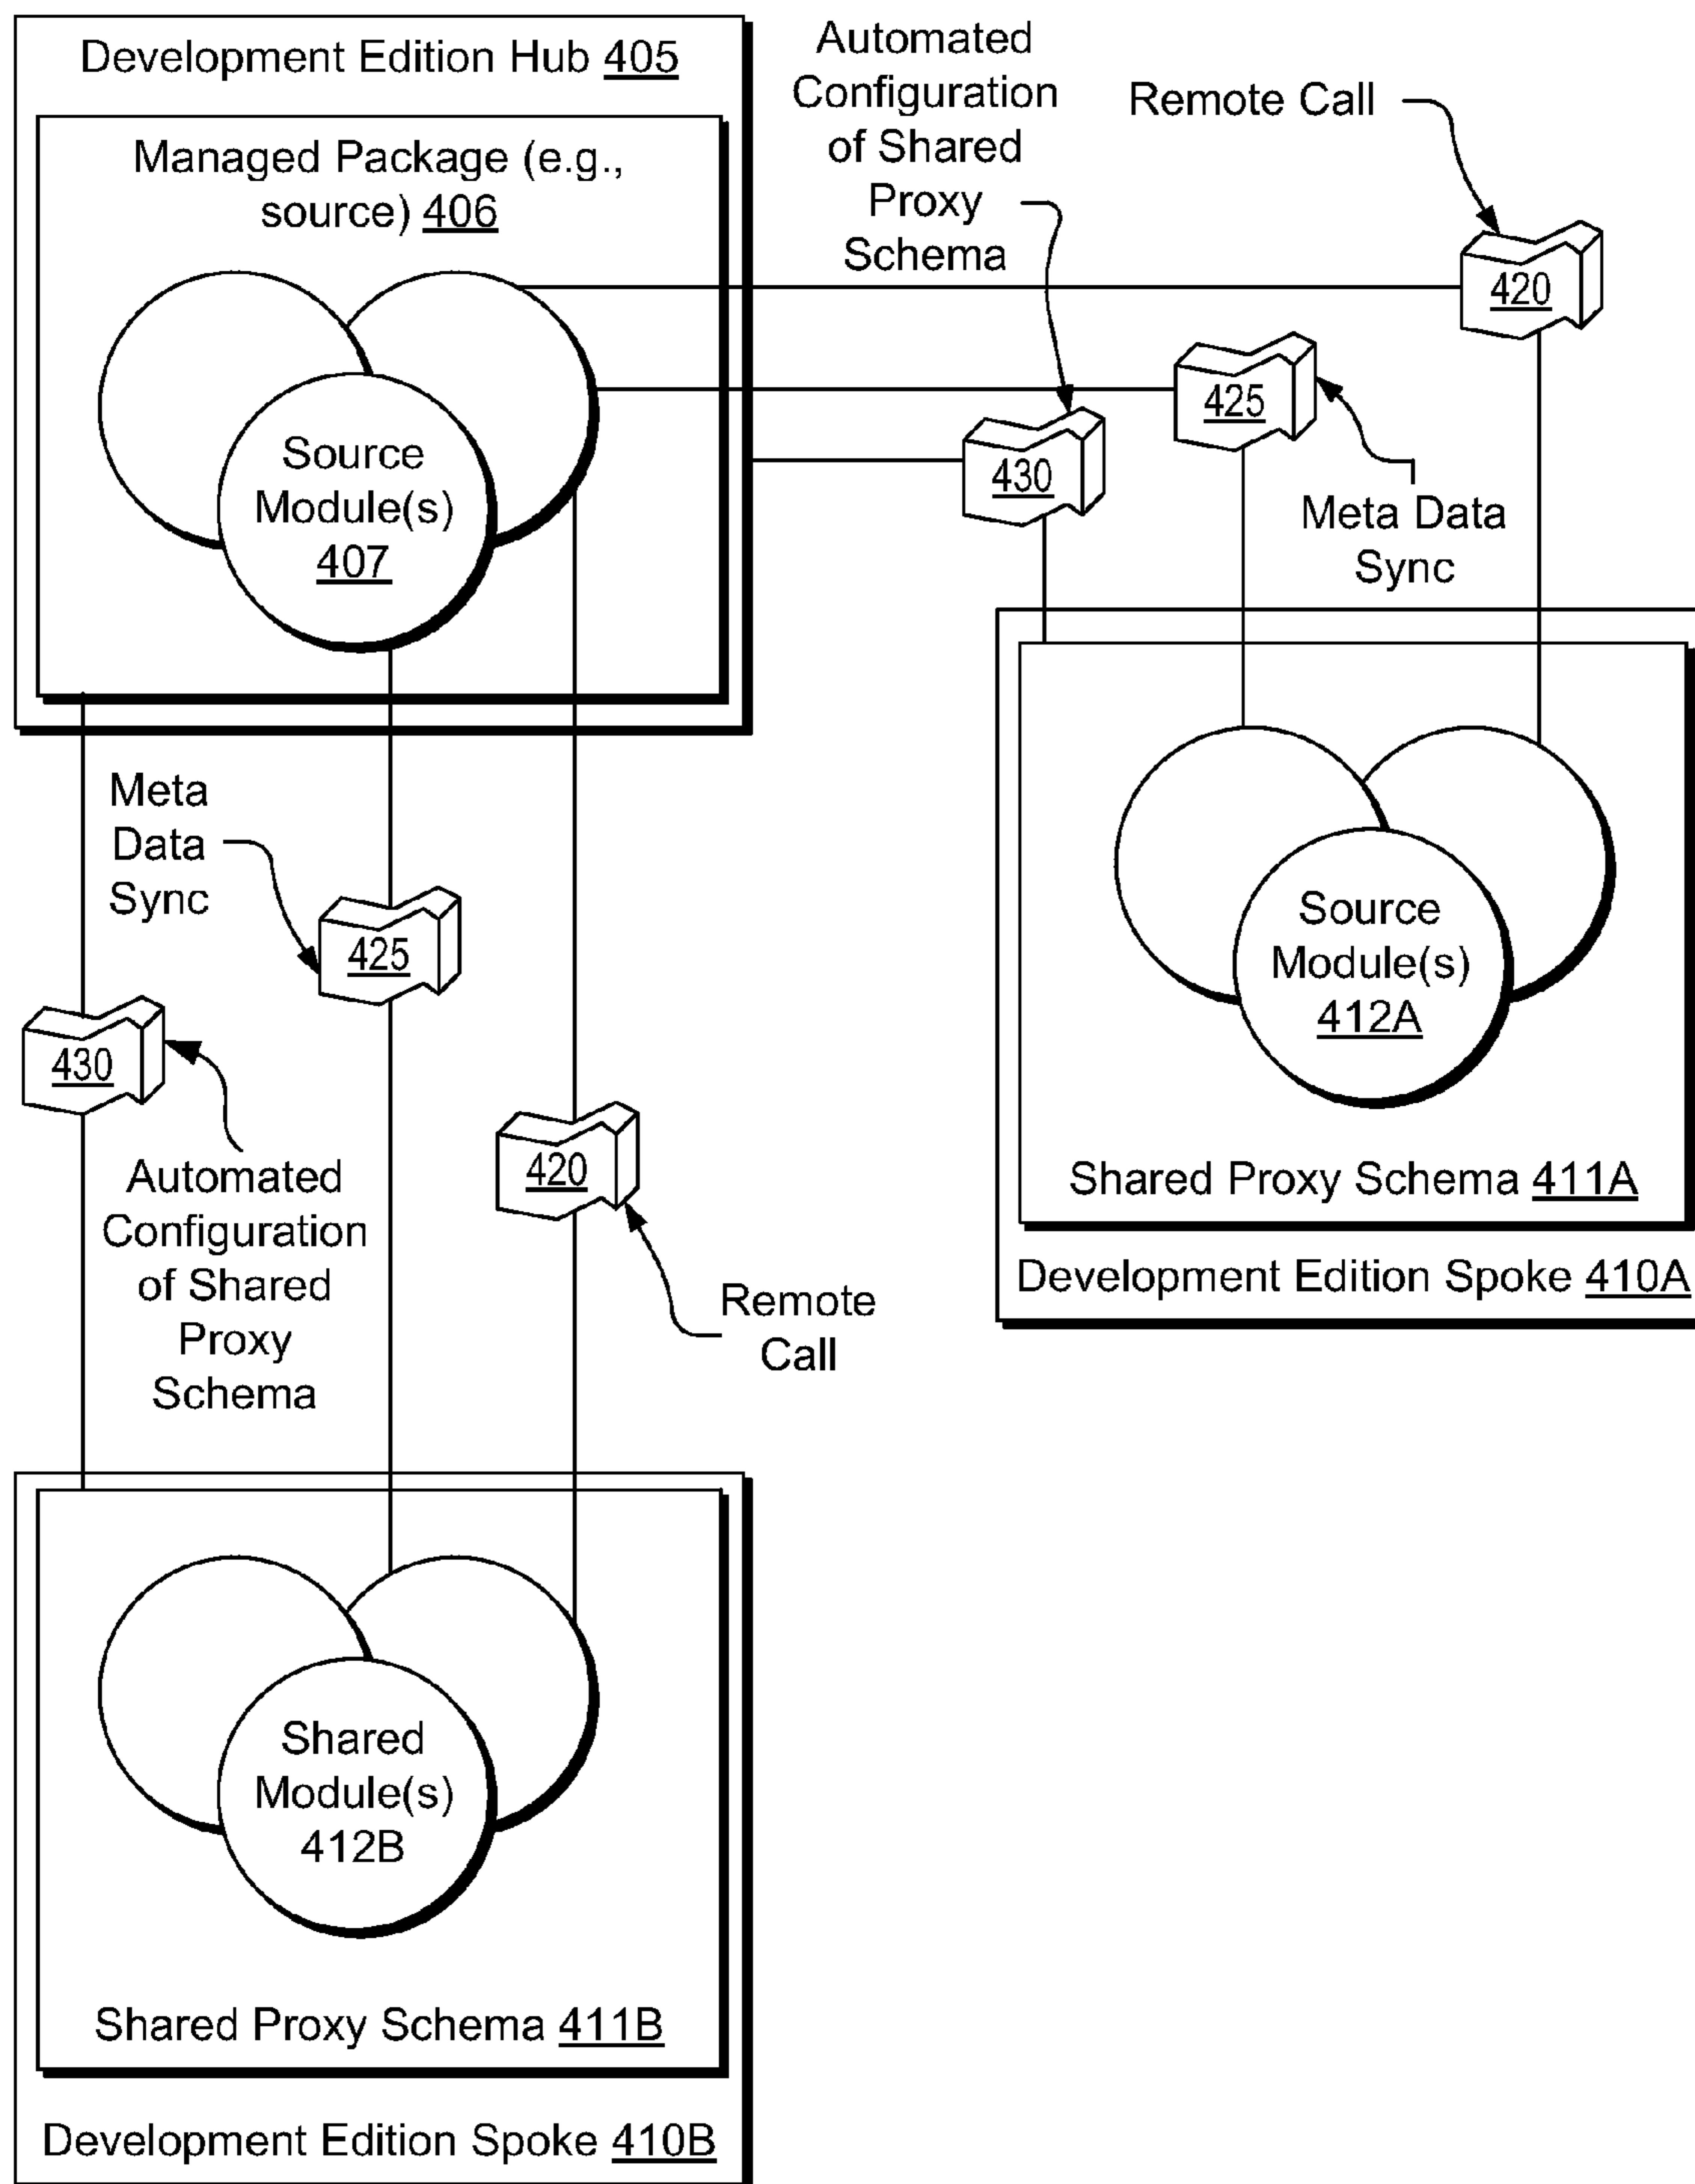 Development Edition Hub 405
Managed Package (e.g.,
source) 406
Source
Module(s)
407
Automated
Configuration
of Shared
Proxy
Schema
Remote Call
420
425
430
Meta Data
Sync
Source
Module(s)
412A
Shared Proxy Schema 411A
Development Edition Spoke 410A
Meta
Data
Sync
425
430
420
Automated
Configuration
of Shared
Proxy
Schema
Remote
Call
Shared
Module(s)
412B
Shared Proxy Schema 411B
Development Edition Spoke 410B